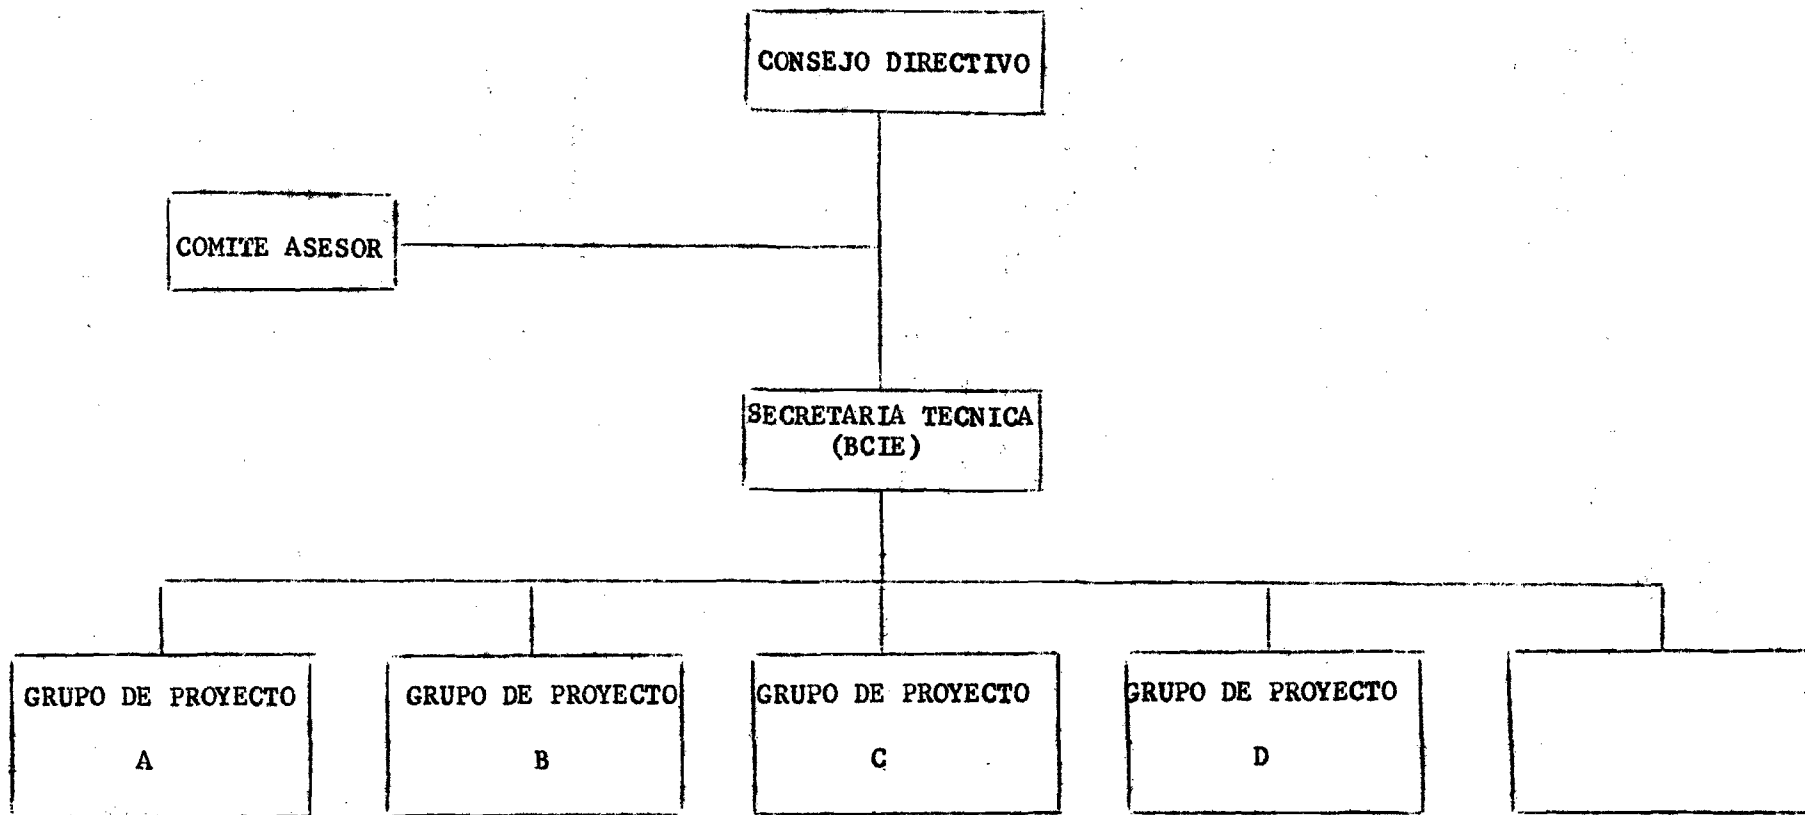 CONSEJO DIRECTIVO
COMITE ASESOR
SECRETARIA TECNICA
(BCIE)
GRUPO DE PROYECTO
A
GRUPO DE PROYECTO
B
GRUPO DE PROYECTO
C
GRUPO DE PROYECTO
D